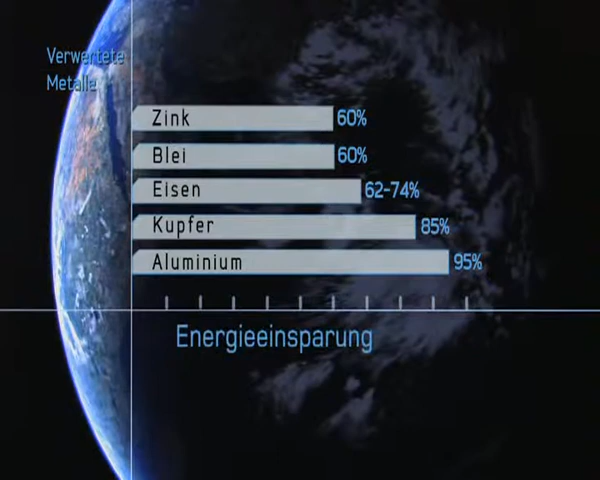 Verwertete
Metalle
Zink 60%
Blei 60%
Eisen 62-74%
Kupfer 85%
Aluminium 95%
Energieeinsparung